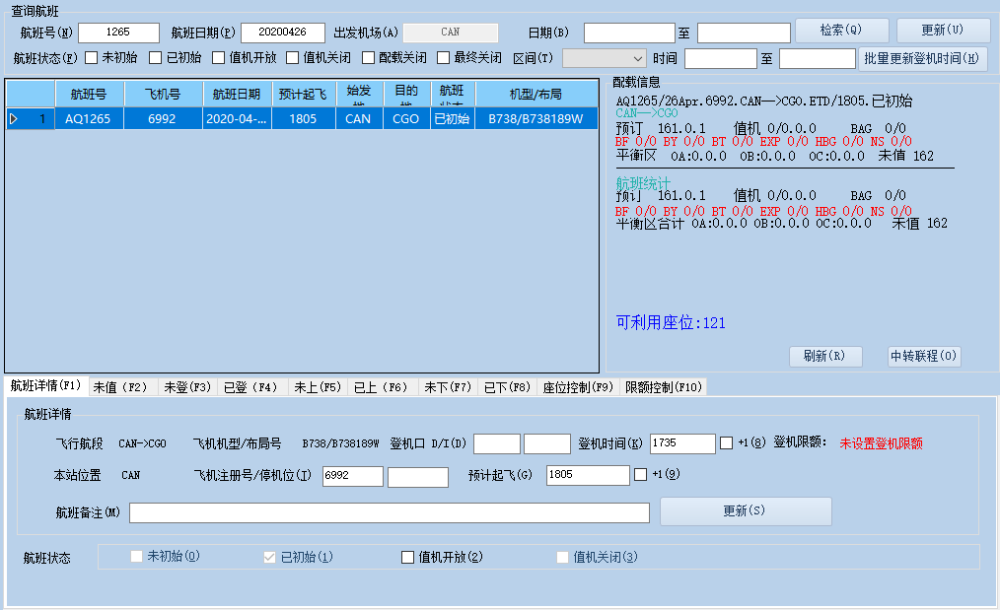 查询航班
航班号(N) 1265 航班日期(P) 20200426 出发机场(A) CAN 日期(B) 至 检索(Q) 更新(U)
航班状态(F) 未初始 已初始 值机开放 值机关闭 配载关闭 最终关闭 区间(T) 时间 至 批量更新登机时间(H)
航班号 飞机号 航班日期 预计起飞 始发地 目的地 航班状态 机型/布局
1 AQ1265 6992 2020-04-... 1805 CAN CGO 已初始 B738/B738189W
配载信息
AQ1265/26Apr.6992.CAN—>CGO.ETD/1805.已初始
CAN—>CGO
预订 161.0.1 值机 0/0.0.0 BAG 0/0
BF 0/0 BY 0/0 BT 0/0 EXP 0/0 HBG 0/0 NS 0/0
平衡区 0A:0.0.0 0B:0.0.0 0C:0.0.0 未值 162
航班统计
预订 161.0.1 值机 0/0.0.0 BAG 0/0
BF 0/0 BY 0/0 BT 0/0 EXP 0/0 HBG 0/0 NS 0/0
平衡区合计 0A:0.0.0 0B:0.0.0 0C:0.0.0 未值 162
可利用座位:121
刷新(R) 中转联程(O)
航班详情(F1) 未值 (F2) 未登(F3) 已登 (F4) 未上(F5) 已上 (F6) 未下(F7) 已下(F8) 座位控制(F9) 限额控制(F10)
航班详情
飞行航段 CAN->CGO 飞机机型/布局号 B738/B738189W 登机口 D/I(D) 登机时间(K) 1735 +1(8) 登机限额: 未设置登机限额
本站位置 CAN 飞机注册号/停机位(J) 6992 预计起飞(G) 1805 +1(9)
航班备注(M) 更新(S)
航班状态 未初始(0) 已初始(1) 值机开放(2) 值机关闭(3)